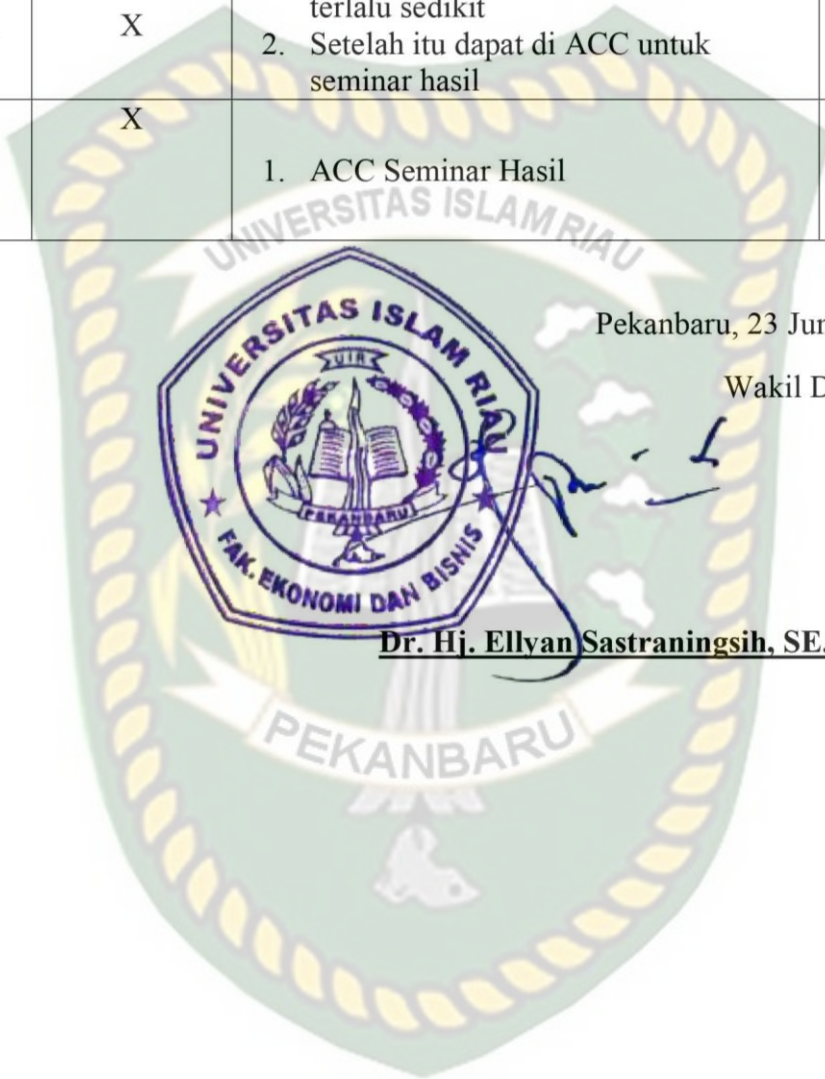 terlalu sedikit
X
2. Setelah itu dapat di ACC untuk
seminar hasil
X
1. ACC Seminar Hasil
UNIVERSITAS ISLAM RIAU
UNIVERSITAS ISLAM RIAU
UIR
PEKANBARU
FAK. EKONOMI DAN BISNIS
Pekanbaru, 23 Jun
Wakil D
Dr. Hj. Ellyan Sastraningsih, SE.
PEKANBARU